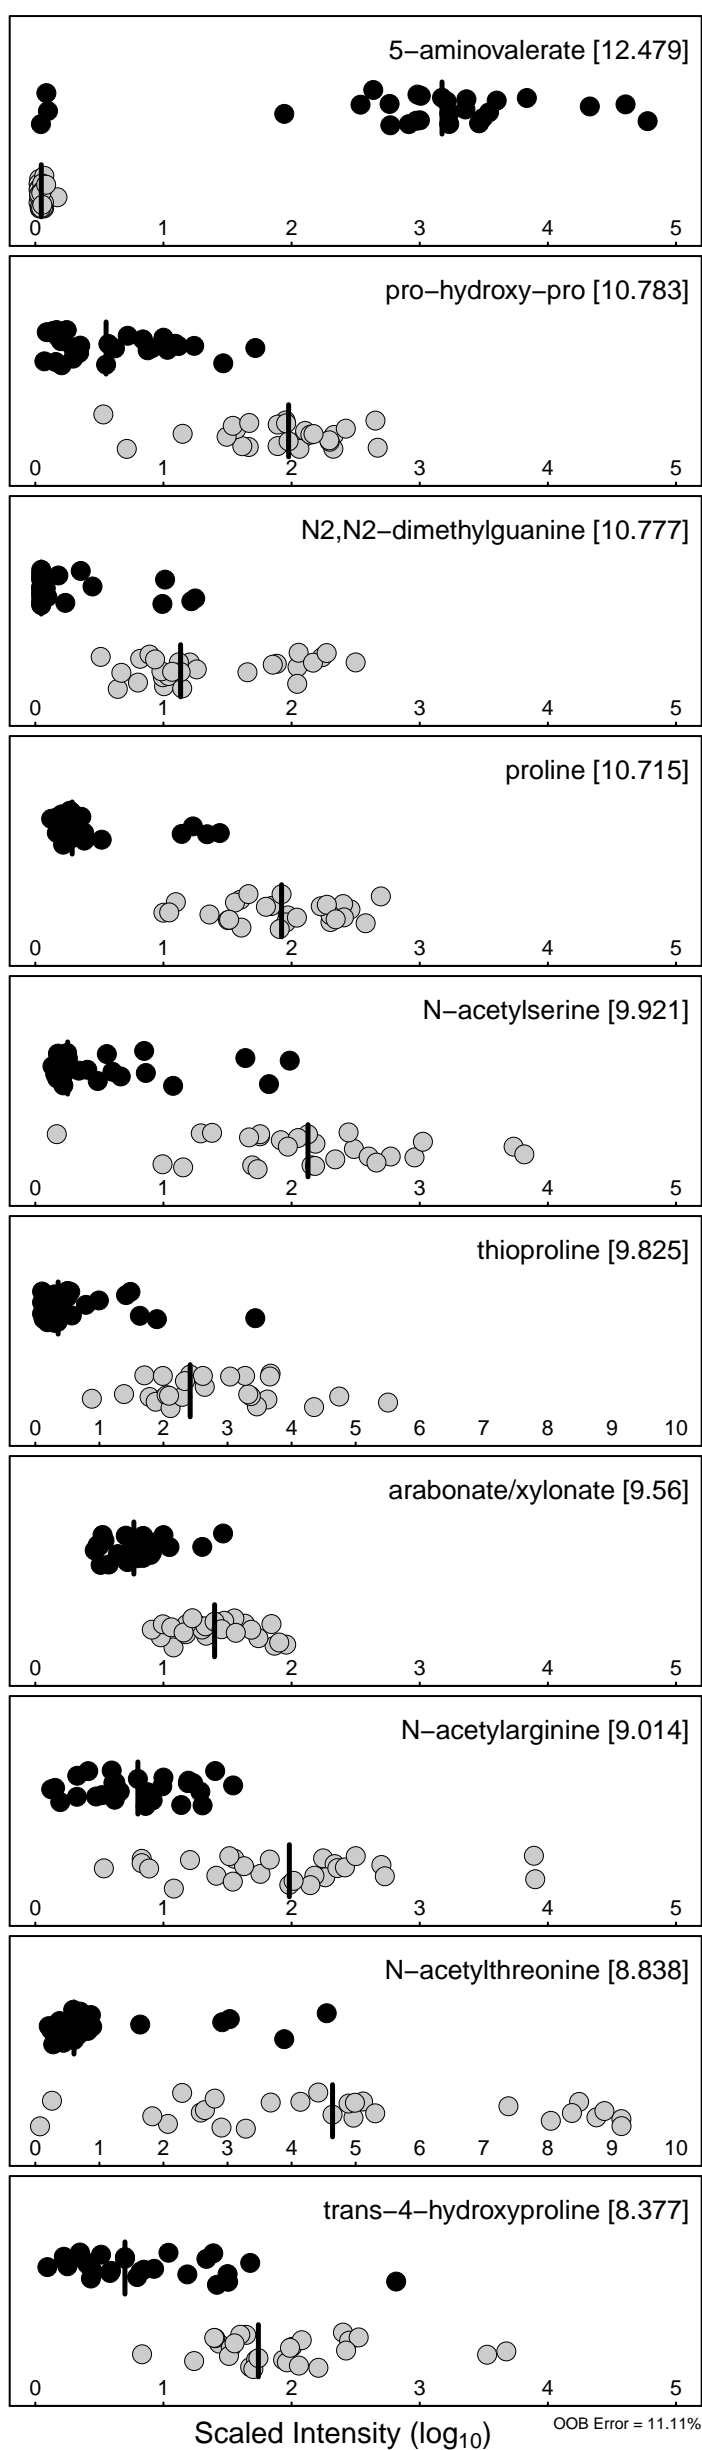 5−aminovalerate [12.479]
0 1 2 3 4 5
pro−hydroxy−pro [10.783]
0 1 2 3 4 5
N2,N2−dimethylguanine [10.777]
0 1 2 3 4 5
proline [10.715]
0 1 2 3 4 5
N−acetylserine [9.921]
0 1 2 3 4 5
thioproline [9.825]
0 1 2 3 4 5 6 7 8 9 10
arabonate/xylonate [9.56]
0 1 2 3 4 5
N−acetylarginine [9.014]
0 1 2 3 4 5
N−acetylthreonine [8.838]
0 1 2 3 4 5 6 7 8 9 10
trans−4−hydroxyproline [8.377]
0 1 2 3 4 5
Scaled Intensity (log₁₀)
OOB Error = 11.11%